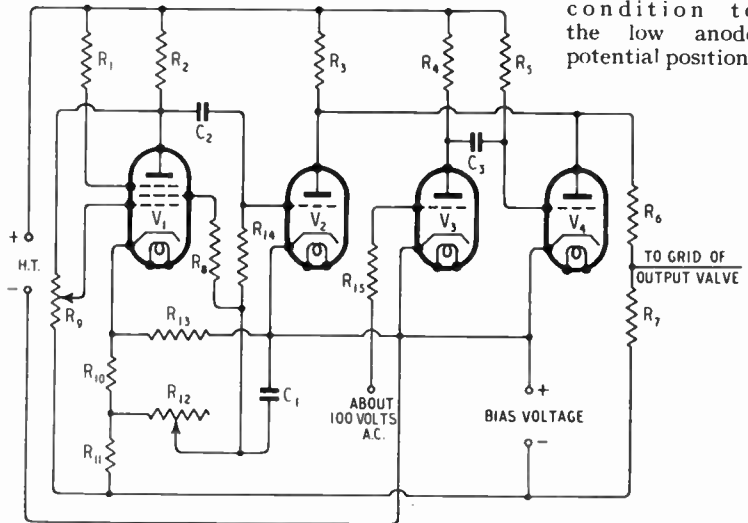 condition to
the low anode
potential position
R1
R2
R3
R4
R5
C2
C3
V1
V2
V3
V4
R6
R14
R8
R15
+
H.T.
-
R9
TO GRID OF
OUTPUT VALVE
R7
R13
R10
R12
C1
ABOUT
100 VOLTS
A.C.
+
BIAS VOLTAGE
-
R11